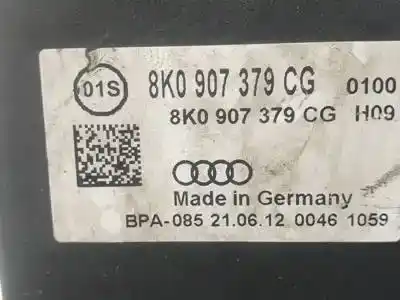 01S 8K0 907 379 CG 0100
8K0 907 379 CG H09
Made in Germany
BPA-085 21.06.12 0046 1059